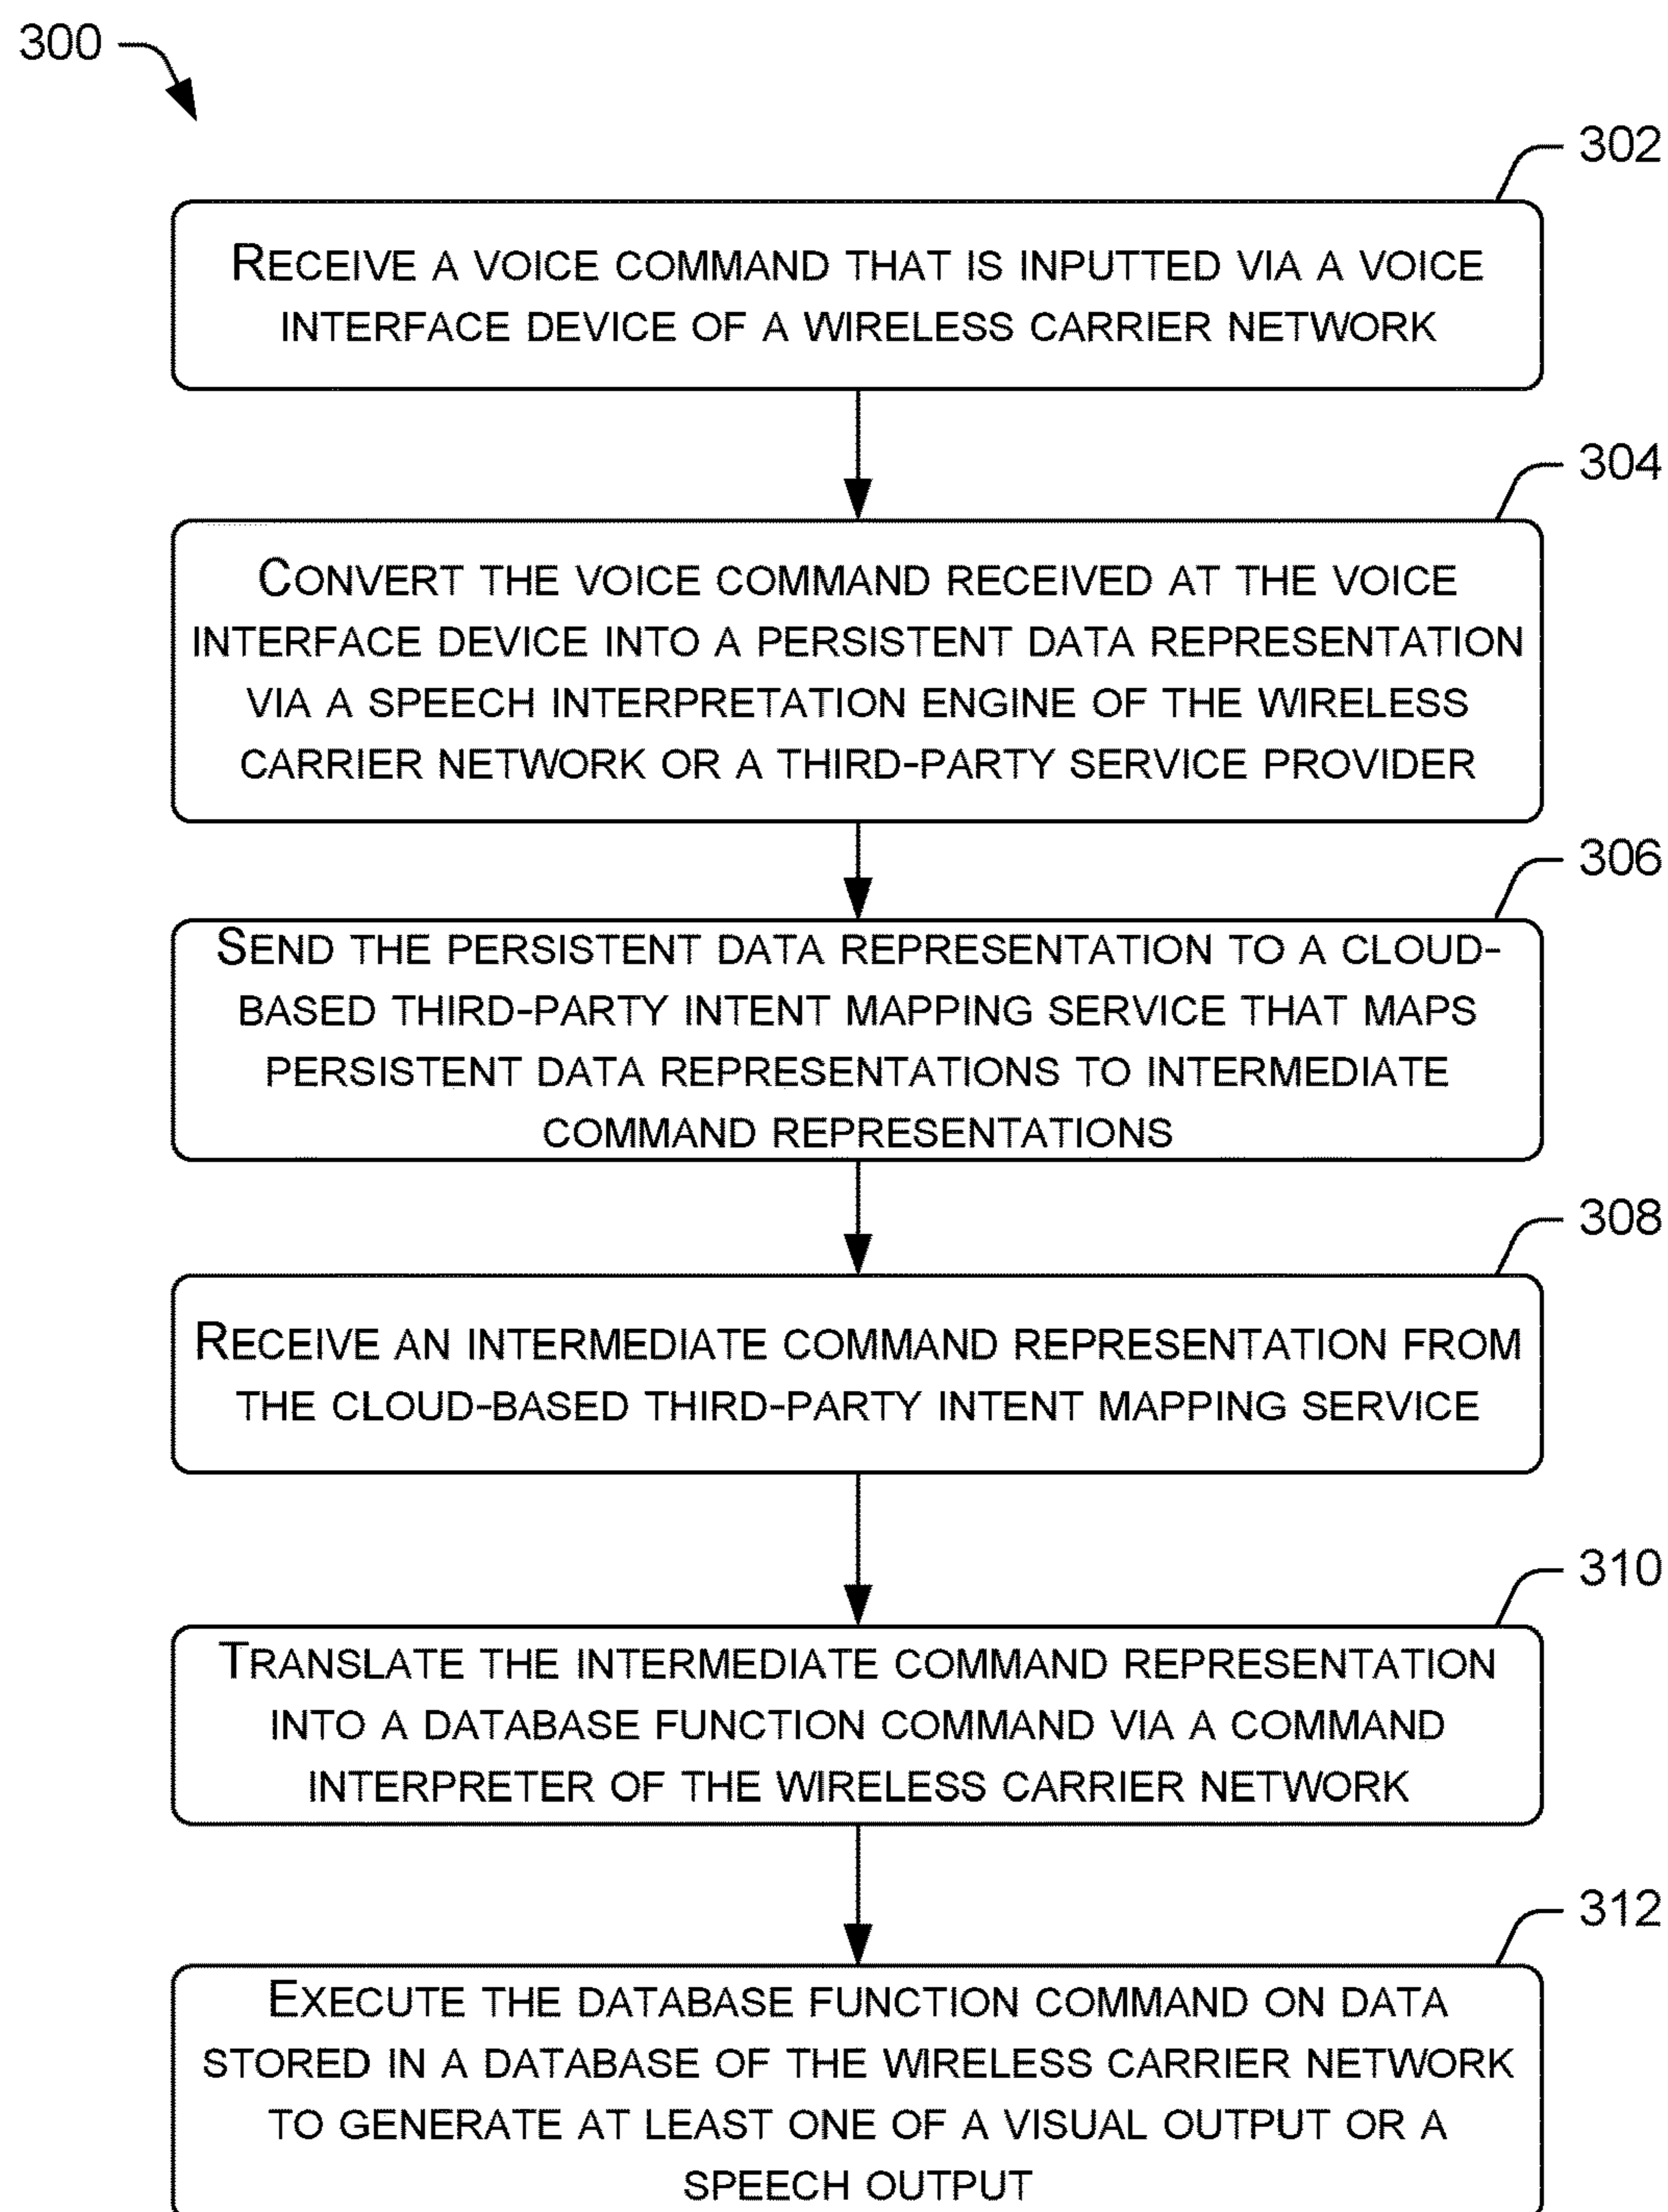 300
302
RECEIVE A VOICE COMMAND THAT IS INPUTTED VIA A VOICE
INTERFACE DEVICE OF A WIRELESS CARRIER NETWORK
304
CONVERT THE VOICE COMMAND RECEIVED AT THE VOICE
INTERFACE DEVICE INTO A PERSISTENT DATA REPRESENTATION
VIA A SPEECH INTERPRETATION ENGINE OF THE WIRELESS
CARRIER NETWORK OR A THIRD-PARTY SERVICE PROVIDER
306
SEND THE PERSISTENT DATA REPRESENTATION TO A CLOUD-
BASED THIRD-PARTY INTENT MAPPING SERVICE THAT MAPS
PERSISTENT DATA REPRESENTATIONS TO INTERMEDIATE
COMMAND REPRESENTATIONS
308
RECEIVE AN INTERMEDIATE COMMAND REPRESENTATION FROM
THE CLOUD-BASED THIRD-PARTY INTENT MAPPING SERVICE
310
TRANSLATE THE INTERMEDIATE COMMAND REPRESENTATION
INTO A DATABASE FUNCTION COMMAND VIA A COMMAND
INTERPRETER OF THE WIRELESS CARRIER NETWORK
312
EXECUTE THE DATABASE FUNCTION COMMAND ON DATA
STORED IN A DATABASE OF THE WIRELESS CARRIER NETWORK
TO GENERATE AT LEAST ONE OF A VISUAL OUTPUT OR A
SPEECH OUTPUT